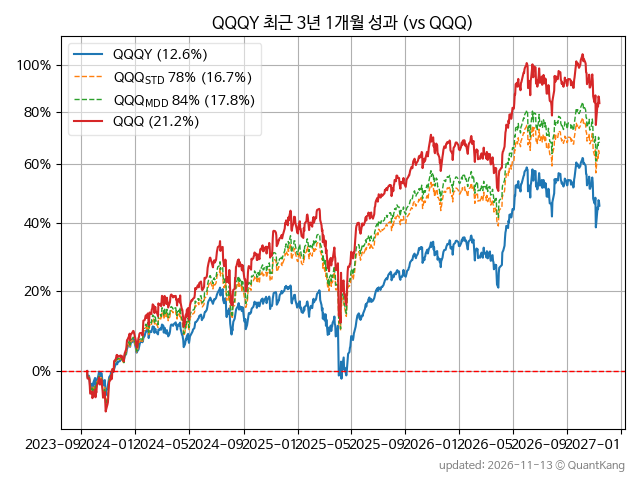 QQQY 최근 3년 1개월 성과 (vs QQQ)
QQQY (12.6%)
QQQSTD 78% (16.7%)
QQQMDD 84% (17.8%)
QQQ (21.2%)
100%
80%
60%
40%
20%
0%
2023-09 2024-01 2024-05 2024-09 2025-01 2025-05 2025-09 2026-01 2026-05 2026-09 2027-01
updated: 2026-11-13 © QuantKang